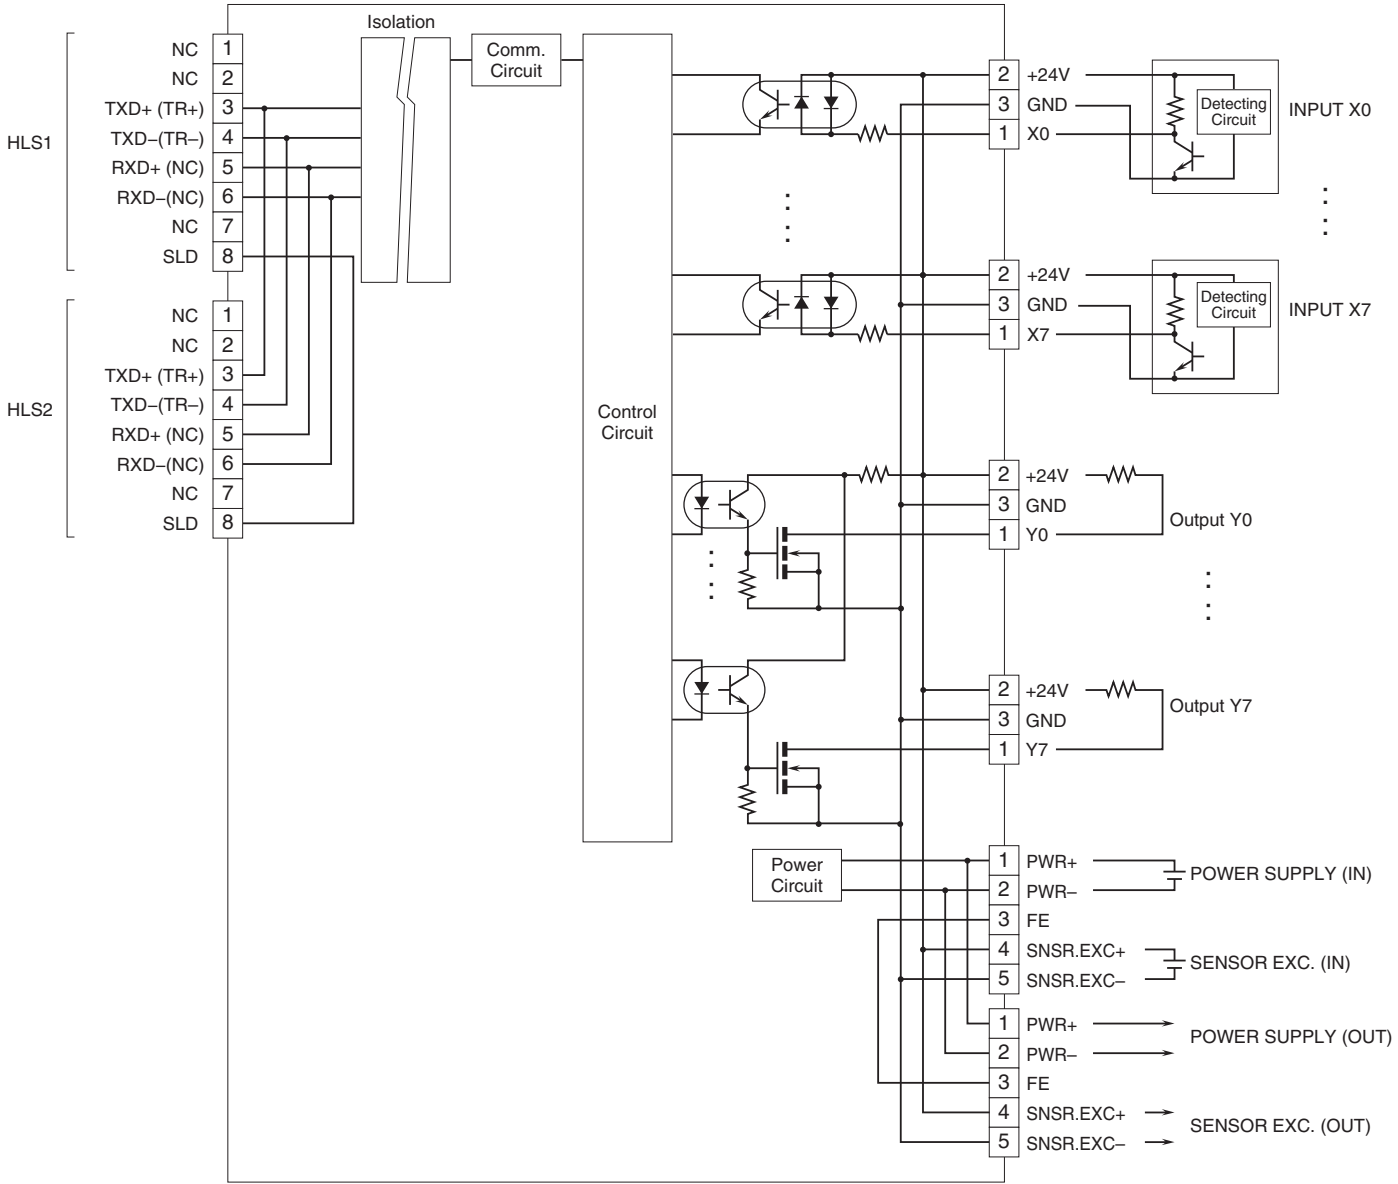 Isolation
Comm.
Circuit
Control
Circuit
HLS1
NC 1
NC 2
TXD+ (TR+) 3
TXD–(TR–) 4
RXD+ (NC) 5
RXD–(NC) 6
NC 7
SLD 8
HLS2
NC 1
NC 2
TXD+ (TR+) 3
TXD–(TR–) 4
RXD+ (NC) 5
RXD–(NC) 6
NC 7
SLD 8
2 +24V
3 GND
1 X0
Detecting
Circuit
INPUT X0
2 +24V
3 GND
1 X7
Detecting
Circuit
INPUT X7
2 +24V
3 GND
1 Y0
Output Y0
2 +24V
3 GND
1 Y7
Output Y7
Power
Circuit
1 PWR+
2 PWR–
POWER SUPPLY (IN)
3 FE
4 SNSR.EXC+
5 SNSR.EXC–
SENSOR EXC. (IN)
1 PWR+
2 PWR–
POWER SUPPLY (OUT)
3 FE
4 SNSR.EXC+
5 SNSR.EXC–
SENSOR EXC. (OUT)